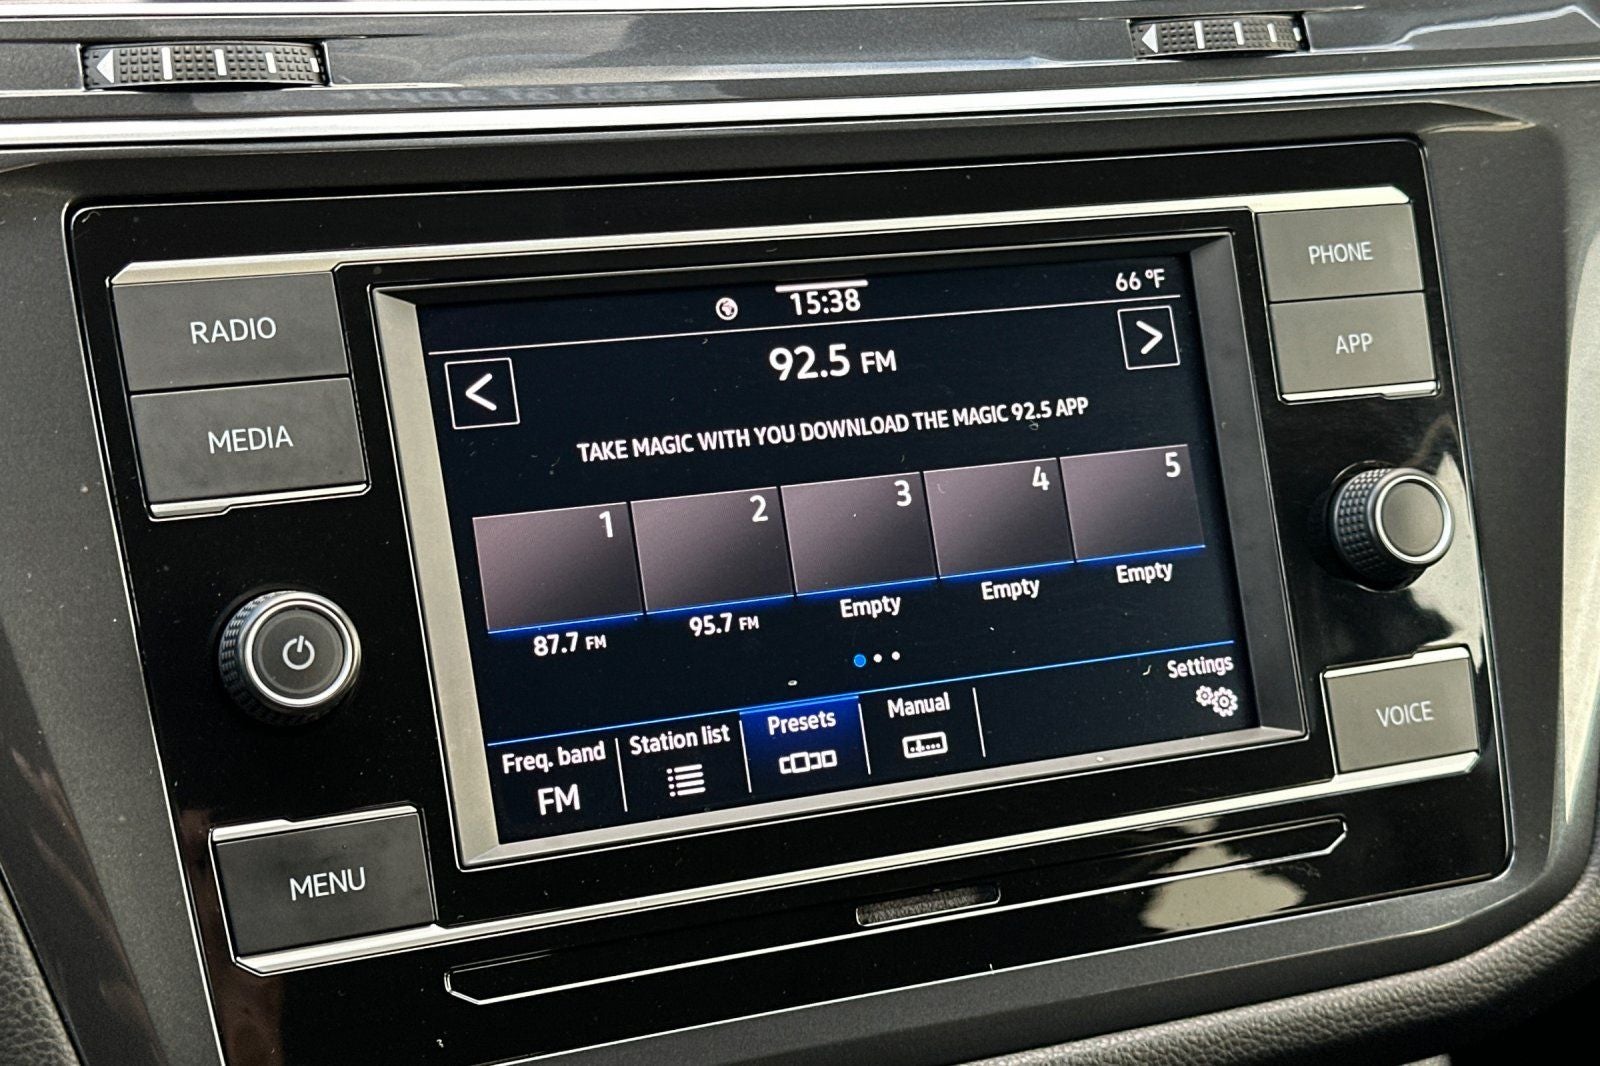 15:38
66 °F
92.5 FM
TAKE MAGIC WITH YOU DOWNLOAD THE MAGIC 92.5 APP
1 2 3 4 5
87.7 FM 95.7 FM Empty Empty Empty
Settings
Freq. band Station list Presets Manual
FM
RADIO
MEDIA
MENU
PHONE
APP
VOICE